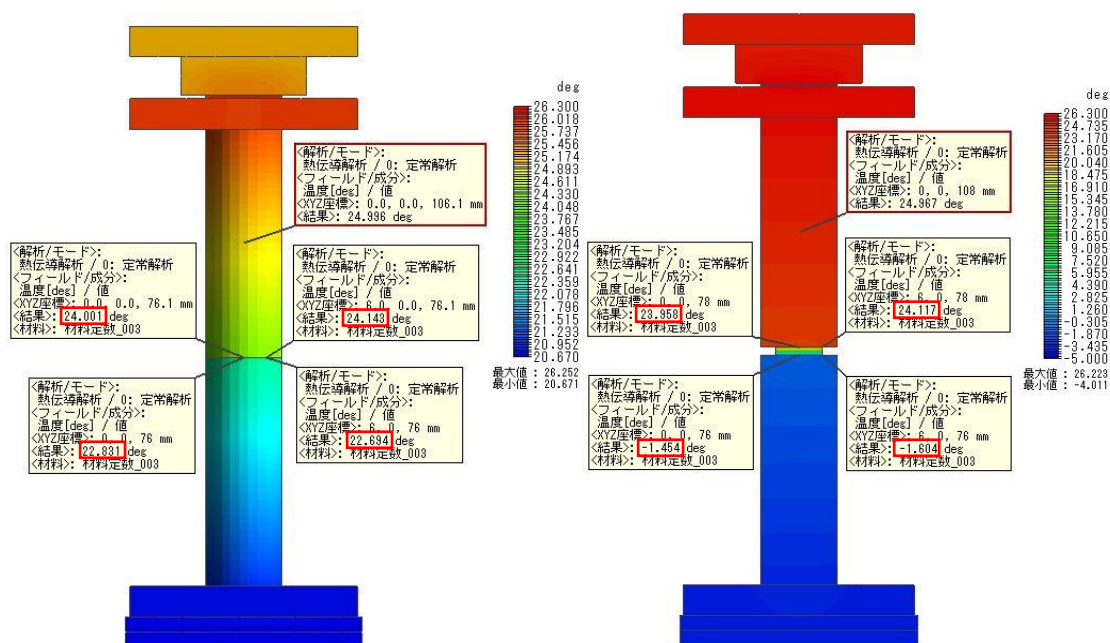 deg
26.300
26.018
25.737
25.456
25.174
24.893
24.611
24.330
24.048
23.767
23.485
23.204
22.922
22.641
22.359
22.078
21.796
21.515
21.233
20.952
20.670
最大値 : 26.252
最小値 : 20.671
<解析/モード>:
熱伝導解析 / 0: 定常解析
<フィールド/成分>:
温度[deg] / 値
<XYZ座標>: 0.0, 0.0, 106.1 mm
<結果>: 24.996 deg
<解析/モード>:
熱伝導解析 / 0: 定常解析
<フィールド/成分>:
温度[deg] / 値
<XYZ座標>: 0.0, 0.0, 76.1 mm
<結果>: 24.001 deg
<材料>: 材料定数_003
<解析/モード>:
熱伝導解析 / 0: 定常解析
<フィールド/成分>:
温度[deg] / 値
<XYZ座標>: 6.0, 0.0, 76.1 mm
<結果>: 24.143 deg
<材料>: 材料定数_003
<解析/モード>:
熱伝導解析 / 0: 定常解析
<フィールド/成分>:
温度[deg] / 値
<XYZ座標>: 0, 0, 76 mm
<結果>: 22.831 deg
<材料>: 材料定数_003
<解析/モード>:
熱伝導解析 / 0: 定常解析
<フィールド/成分>:
温度[deg] / 値
<XYZ座標>: 6, 0, 76 mm
<結果>: 22.694 deg
<材料>: 材料定数_003
deg
26.300
24.735
23.170
21.605
20.040
18.475
16.910
15.345
13.780
12.215
10.650
9.085
7.520
5.955
4.390
2.825
1.260
-0.305
-1.870
-3.435
-5.000
最大値 : 26.223
最小値 : -4.011
<解析/モード>:
熱伝導解析 / 0: 定常解析
<フィールド/成分>:
温度[deg] / 値
<XYZ座標>: 0, 0, 108 mm
<結果>: 24.967 deg
<解析/モード>:
熱伝導解析 / 0: 定常解析
<フィールド/成分>:
温度[deg] / 値
<XYZ座標>: 0, 0, 78 mm
<結果>: 23.958 deg
<材料>: 材料定数_003
<解析/モード>:
熱伝導解析 / 0: 定常解析
<フィールド/成分>:
温度[deg] / 値
<XYZ座標>: 6, 0, 78 mm
<結果>: 24.117 deg
<材料>: 材料定数_003
<解析/モード>:
熱伝導解析 / 0: 定常解析
<フィールド/成分>:
温度[deg] / 値
<XYZ座標>: 0, 0, 76 mm
<結果>: -1.454 deg
<材料>: 材料定数_003
<解析/モード>:
熱伝導解析 / 0: 定常解析
<フィールド/成分>:
温度[deg] / 値
<XYZ座標>: 6, 0, 76 mm
<結果>: -1.604 deg
<材料>: 材料定数_003